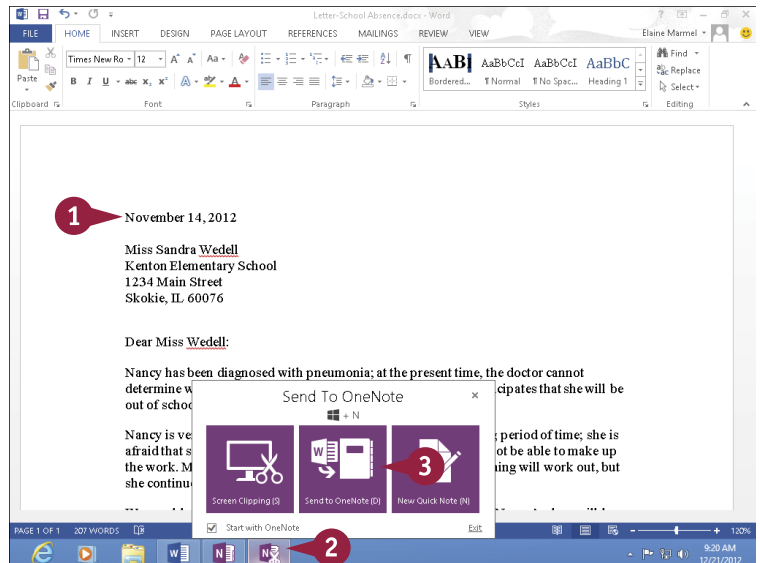 Letter-School Absence.docx - Word
FILE HOME INSERT DESIGN PAGE LAYOUT REFERENCES MAILINGS REVIEW VIEW Elaine Marmel
Times New Ro 12 Aa
AABI AaBbCcI AaBbCcI AaBbC
Find
Replace
Select
Paste B I U abc X₂ X² A ab A
Bordered... ¶ Normal ¶ No Spac... Heading 1
Clipboard Font Paragraph Styles Editing
1
November 14, 2012
Miss Sandra Wedell
Kenton Elementary School
1234 Main Street
Skokie, IL 60076
Dear Miss Wedell:
Nancy has been diagnosed with pneumonia; at the present time, the doctor cannot
determine w icipates that she will be
out of schoo
Nancy is ve ; period of time; she is
afraid that s ot be able to make up
the work. M ning will work out, but
she continu
Send To OneNote
+ N
Screen Clipping (S)
Send to OneNote (D)
New Quick Note (N)
3
Start with OneNote Exit
PAGE 1 OF 1 207 WORDS 120%
2
9:20 AM
12/21/2012